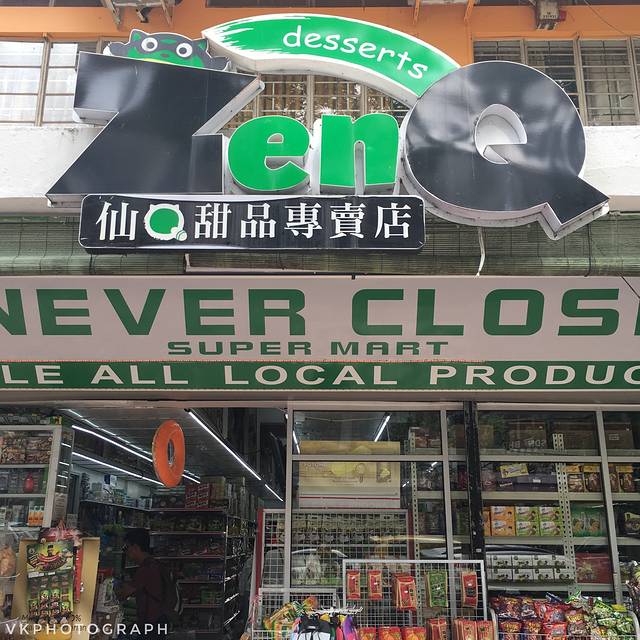 desserts
ZenQ
仙Q甜品專賣店
NEVER CLOS
SUPER MART
LE ALL LOCAL PRODUC
VKPHOTOGRAPH